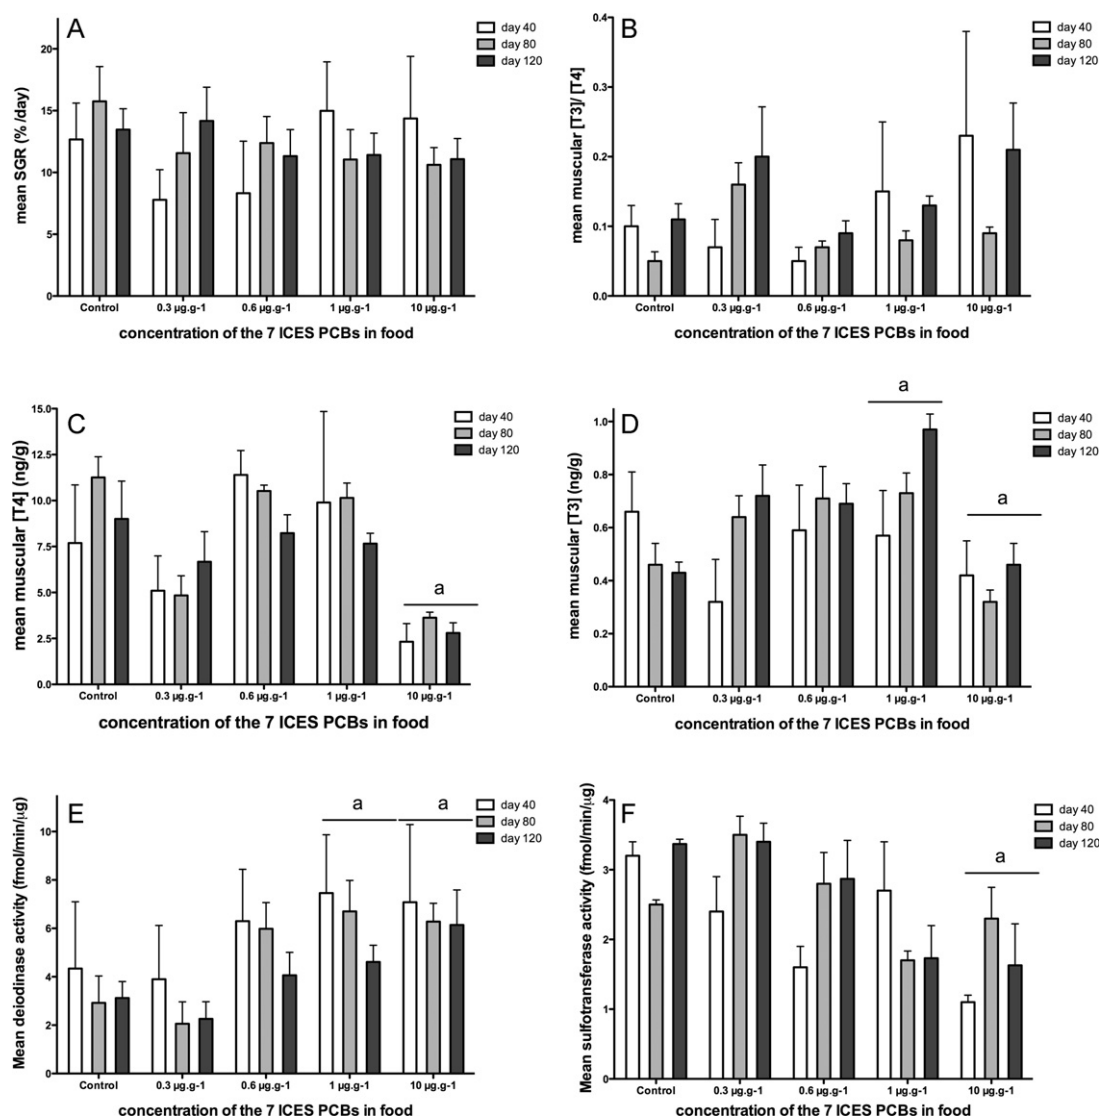 A
day 40
day 80
day 120
mean SGR (% /day)
20
15
10
5
0
Control 0.3 µg.g-1 0.6 µg.g-1 1 µg.g-1 10 µg.g-1
concentration of the 7 ICES PCBs in food
B
day 40
day 80
day 120
mean muscular [T3]/ [T4]
0.4
0.3
0.2
0.1
0.0
Control 0.3 µg.g-1 0.6 µg.g-1 1 µg.g-1 10 µg.g-1
concentration of the 7 ICES PCBs in food
C
day 40
day 80
day 120
mean muscular [T4] (ng/g)
15.0
12.5
10.0
7.5
5.0
2.5
0.0
a
Control 0.3 µg.g-1 0.6 µg.g-1 1 µg.g-1 10 µg.g-1
concentration of the 7 ICES PCBs in food
D
day 40
day 80
day 120
mean muscular [T3] (ng/g)
1.0
0.8
0.6
0.4
0.2
0.0
a
a
Control 0.3 µg.g-1 0.6 µg.g-1 1 µg.g-1 10 µg.g-1
concentration of the 7 ICES PCBs in food
E
day 40
day 80
day 120
Mean deiodinase activity (fmol/min/µg)
10
8
6
4
2
0
a a
Control 0.3 µg.g-1 0.6 µg.g-1 1 µg.g-1 10 µg.g-1
concentration of the 7 ICES PCBs in food
F
day 40
day 80
day 120
Mean sulfotransferase activity (fmol/min/µg)
4
3
2
1
0
a
Control 0.3 µg.g-1 0.6 µg.g-1 1 µg.g-1 10 µg.g-1
concentration of the 7 ICES PCBs in food